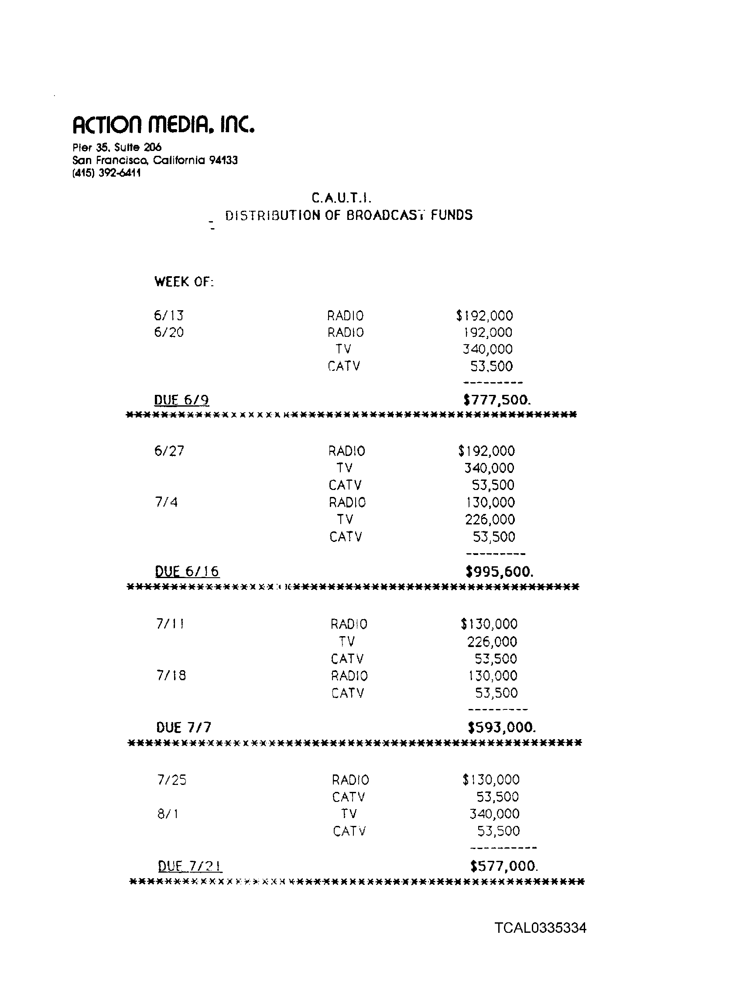 ACTION MEDIA, INC.
Pier 35, Suite 206
San Francisco, California 94133
(415) 392-6411
C.A.U.T.I.
DISTRIBUTION OF BROADCAST FUNDS
WEEK OF:
6/13 RADIO $192,000
6/20 RADIO 192,000
TV 340,000
CATV 53,500
---------
DUE 6/9 $777,500.
**************************************************
6/27 RADIO $192,000
TV 340,000
CATV 53,500
7/4 RADIO 130,000
TV 226,000
CATV 53,500
---------
DUE 6/16 $995,600.
**************************************************
7/11 RADIO $130,000
TV 226,000
CATV 53,500
7/18 RADIO 130,000
CATV 53,500
---------
DUE 7/7 $593,000.
**************************************************
7/25 RADIO $130,000
CATV 53,500
8/1 TV 340,000
CATV 53,500
----------
DUE 7/21 $577,000.
**************************************************
TCAL0335334